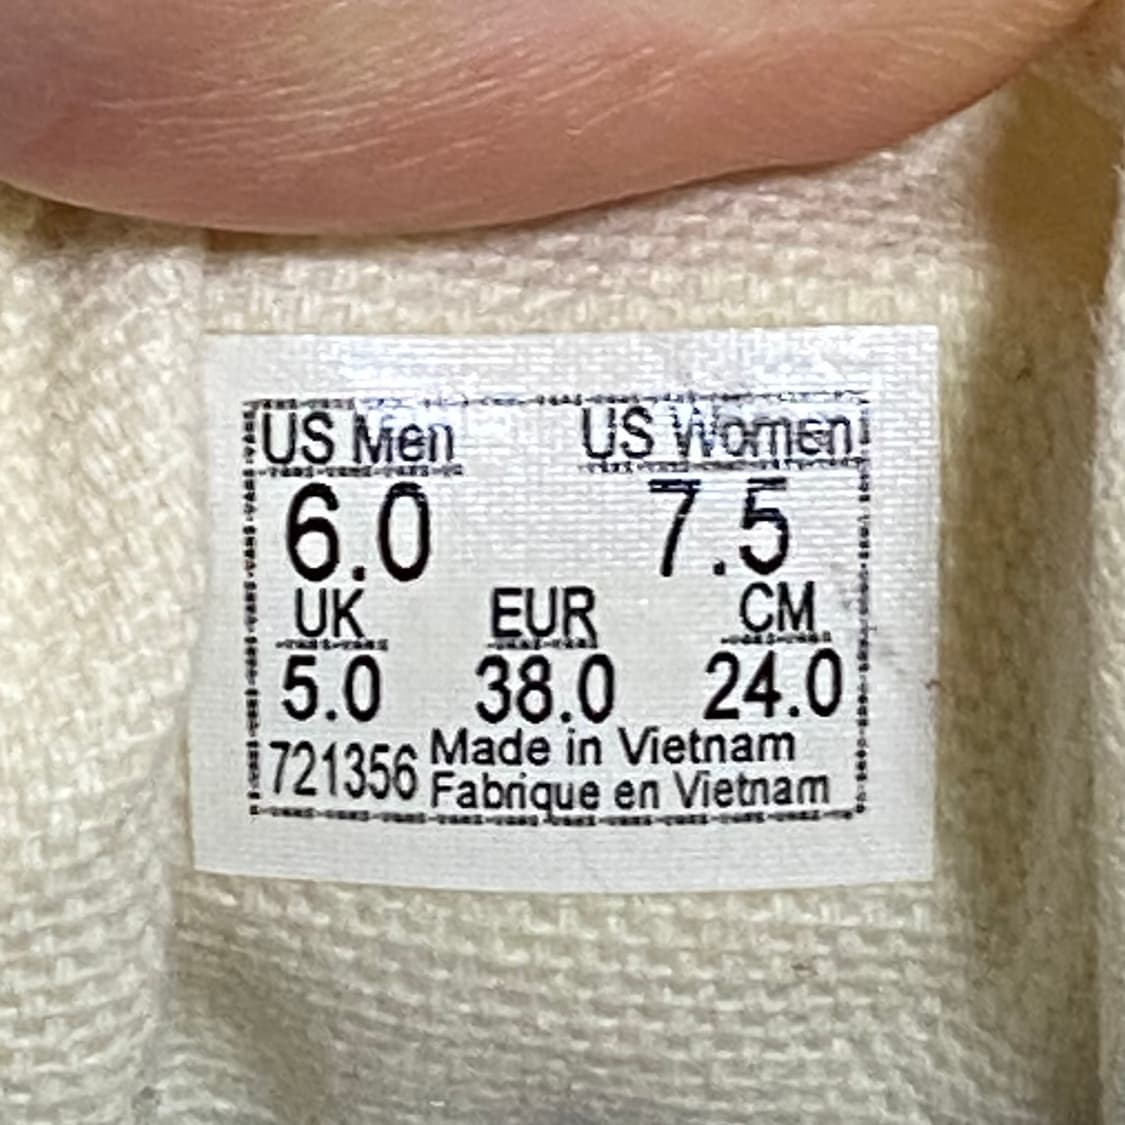 US Men US Women
6.0 7.5
UK EUR CM
5.0 38.0 24.0
721356 Made in Vietnam
Fabrique en Vietnam